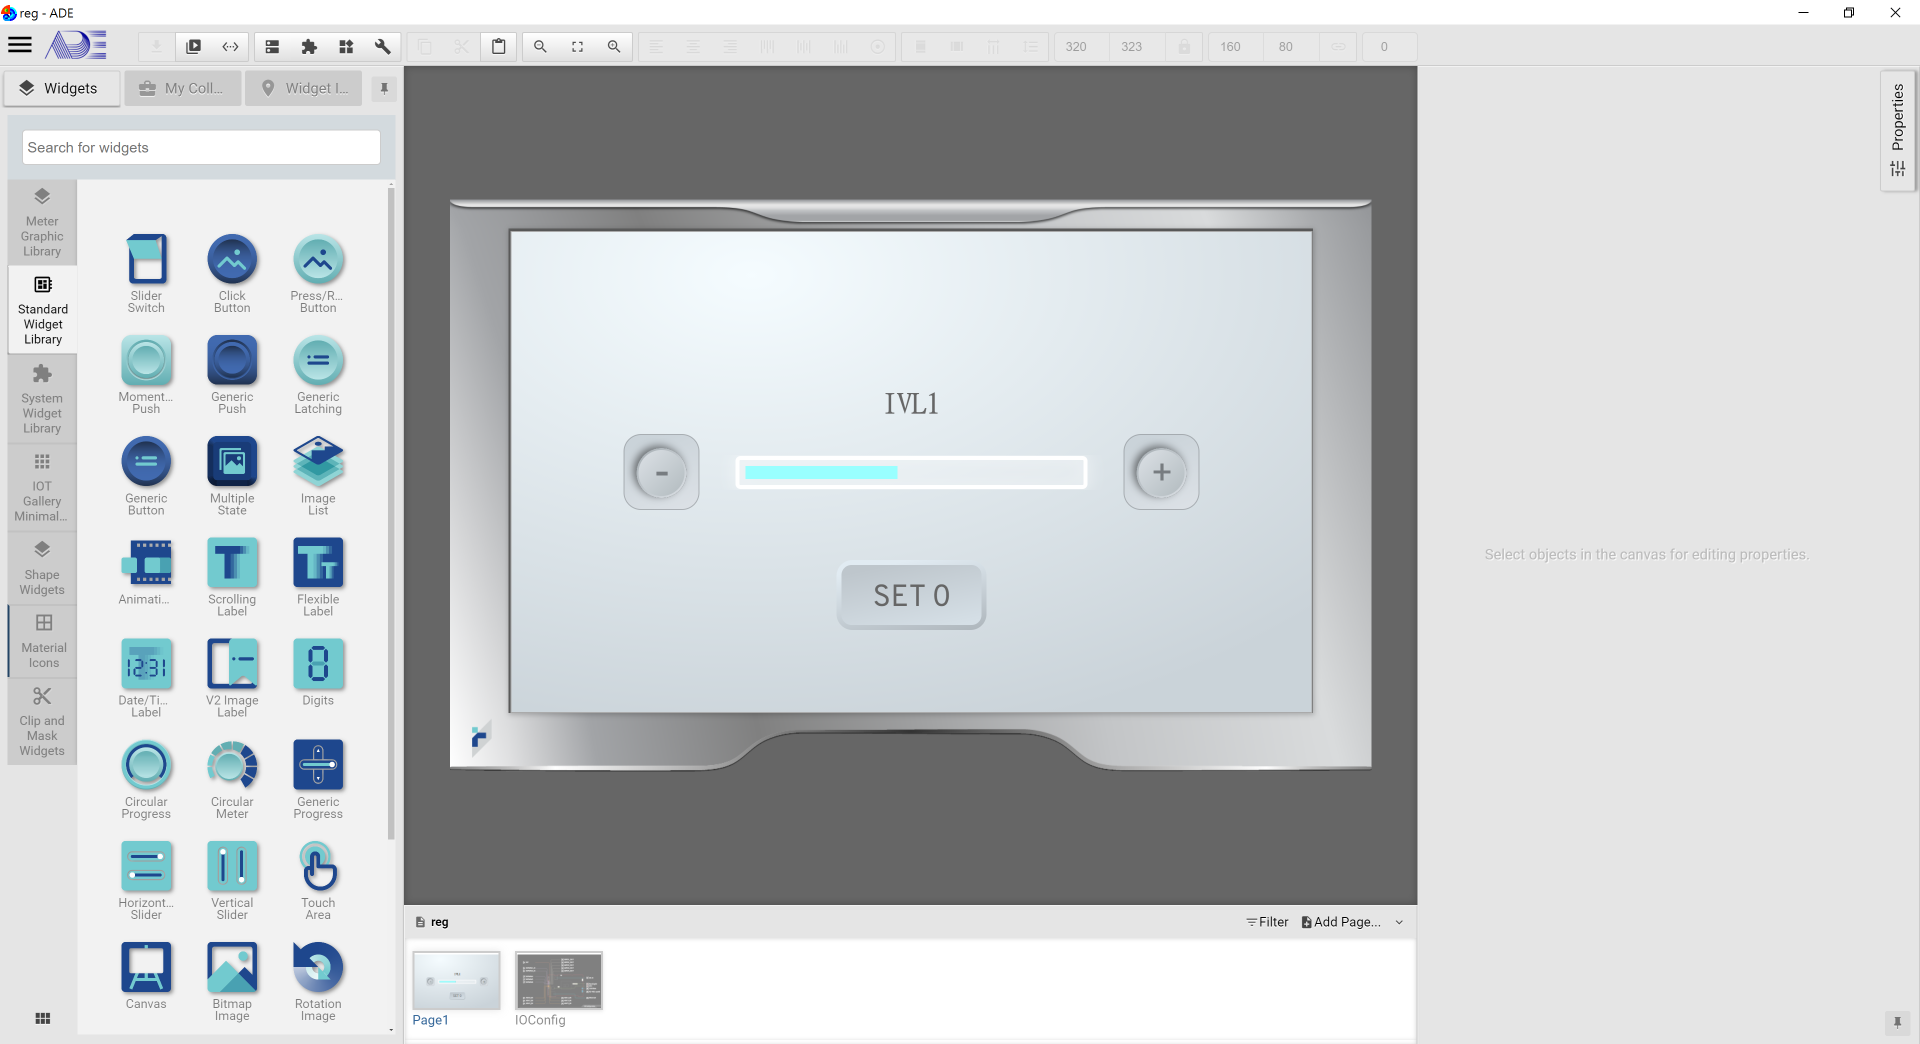 reg - ADE
ADE
320
323
160
80
0
Widgets
My Coll...
Widget I...
Properties
Search for widgets
Meter
Graphic
Library
Standard
Widget
Library
System
Widget
Library
IOT
Gallery
Minimal...
Shape
Widgets
Material
Icons
Clip and
Mask
Widgets
Slider
Switch
Click
Button
Press/R...
Button
Moment...
Push
Generic
Push
Generic
Latching
Generic
Button
Multiple
State
Image
List
Animati...
Scrolling
Label
Flexible
Label
12:31
Date/Ti...
Label
V2 Image
Label
Digits
Circular
Progress
Circular
Meter
Generic
Progress
Horizont...
Slider
Vertical
Slider
Touch
Area
Canvas
Bitmap
Image
Rotation
Image
IVL1
-
+
SET 0
Select objects in the canvas for editing properties.
reg
Filter
Add Page...
Page1
IOConfig